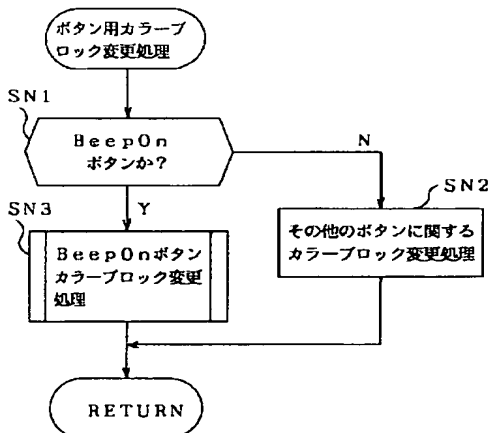 ボタン用カラーブ
ロック変更処理
SN1
BeepOn
ボタンか?
N
SN2
その他のボタンに関する
カラーブロック変更処理
Y
SN3
BeepOnボタン
カラーブロック変更
処理
RETURN